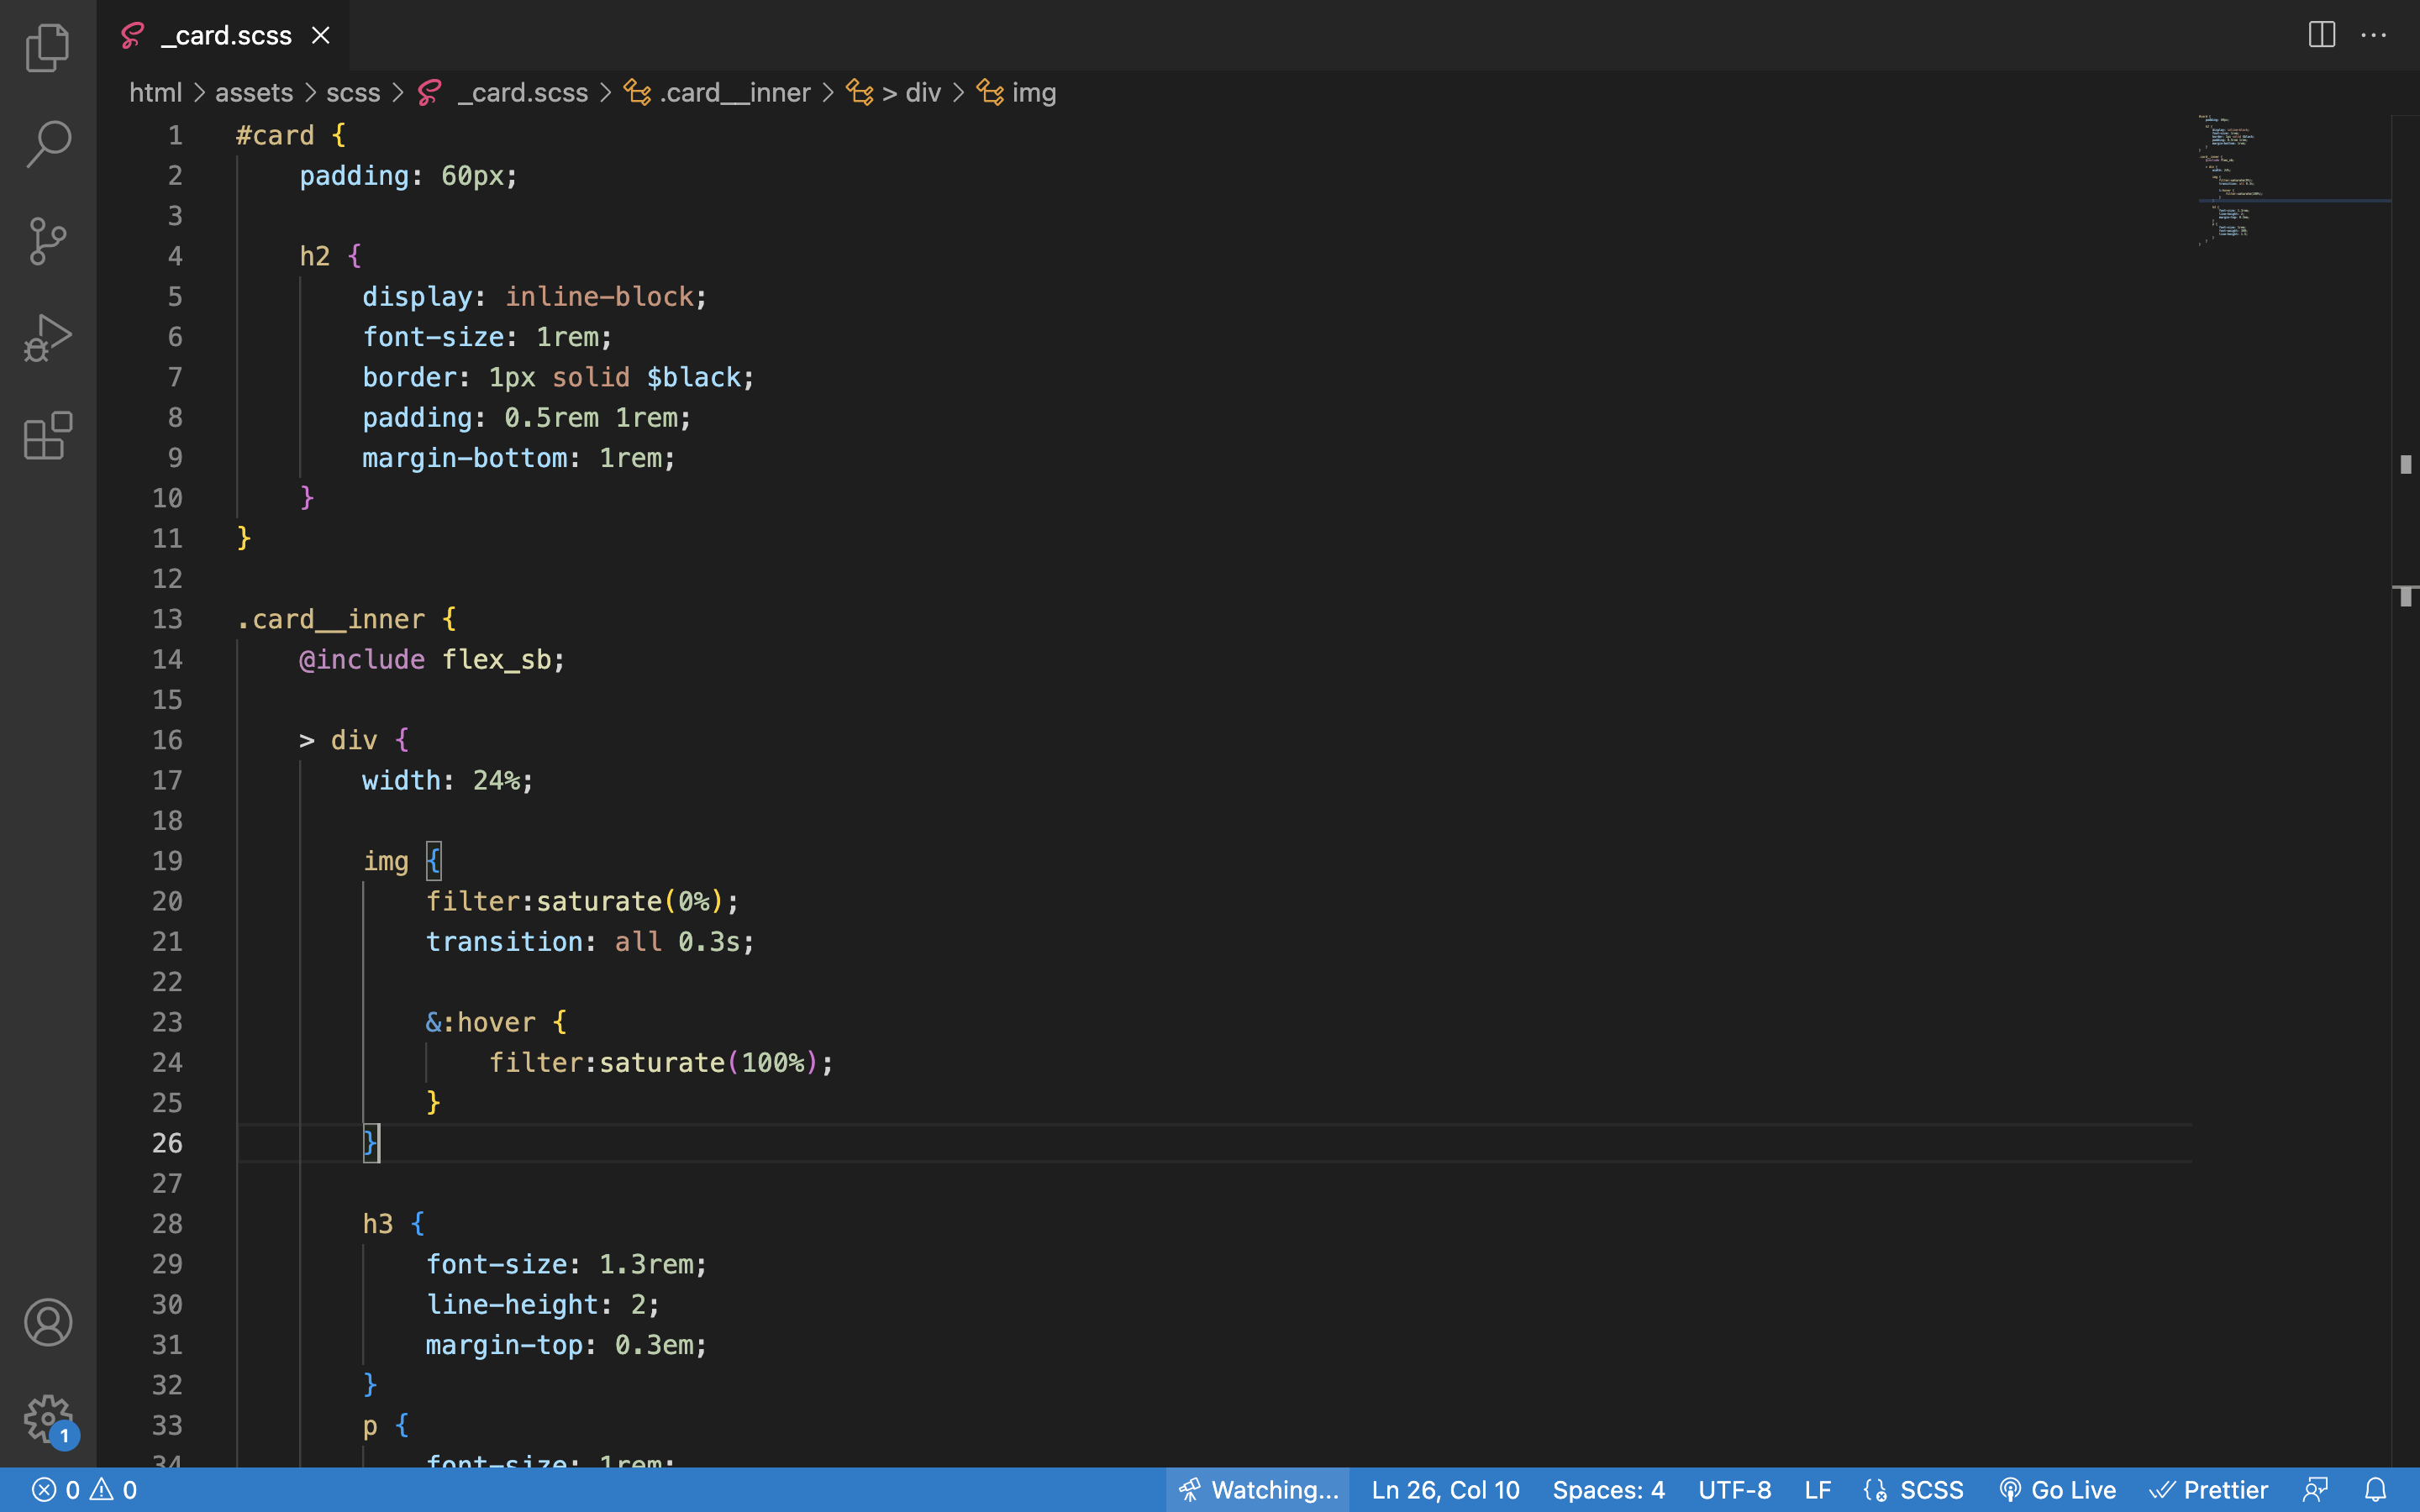 _card.scss
html > assets > scss > _card.scss > .card__inner > > div > img
1 #card {
2 padding: 60px;
3
4 h2 {
5 display: inline-block;
6 font-size: 1rem;
7 border: 1px solid $black;
8 padding: 0.5rem 1rem;
9 margin-bottom: 1rem;
10 }
11 }
12
13 .card__inner {
14 @include flex_sb;
15
16 > div {
17 width: 24%;
18
19 img {
20 filter:saturate(0%);
21 transition: all 0.3s;
22
23 &:hover {
24 filter:saturate(100%);
25 }
26 }
27
28 h3 {
29 font-size: 1.3rem;
30 line-height: 2;
31 margin-top: 0.3em;
32 }
33 p {
34 font-size: 1rem;
1
0 0 Watching... Ln 26, Col 10 Spaces: 4 UTF-8 LF {} SCSS Go Live Prettier